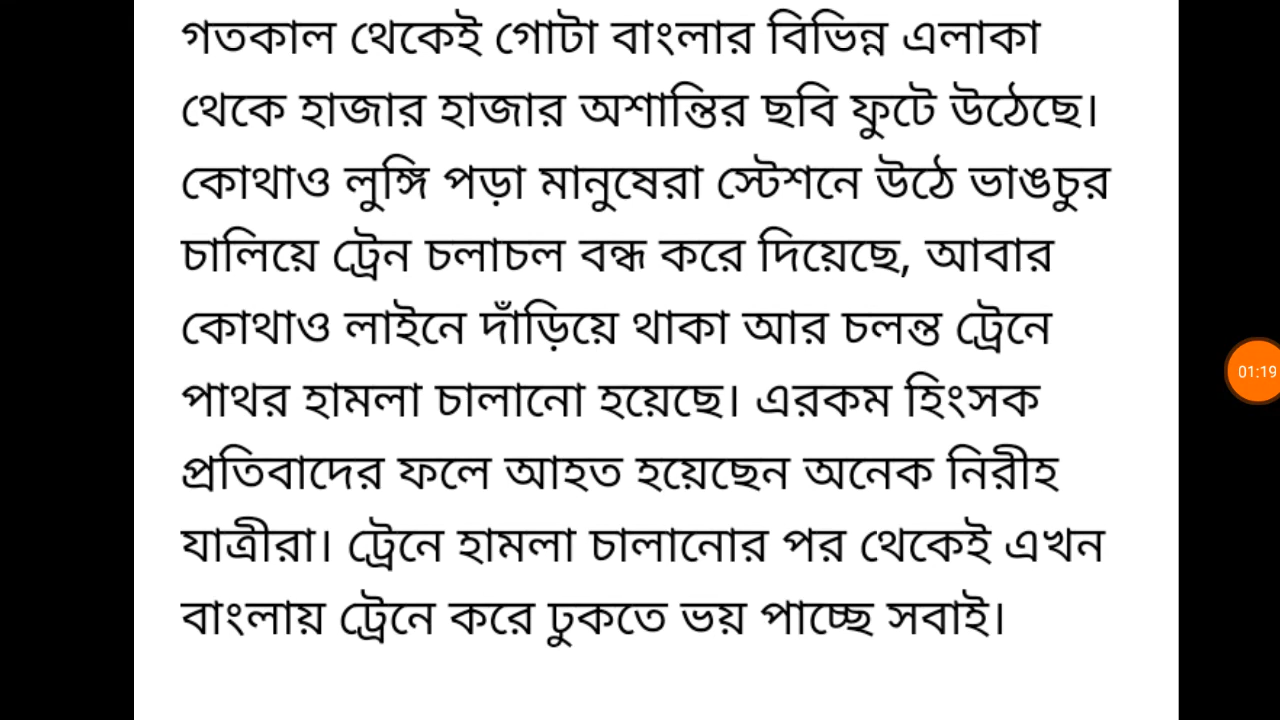 গতকাল থেকেই গোটা বাংলার বিভিন্ন এলাকা
থেকে হাজার হাজার অশান্তির ছবি ফুটে উঠেছে।
কোথাও লুঙ্গি পড়া মানুষেরা স্টেশনে উঠে ভাঙচুর
চালিয়ে ট্রেন চলাচল বন্ধ করে দিয়েছে, আবার
কোথাও লাইনে দাঁড়িয়ে থাকা আর চলন্ত ট্রেনে
পাথর হামলা চালানো হয়েছে। এরকম হিংসক
প্রতিবাদের ফলে আহত হয়েছেন অনেক নিরীহ
যাত্রীরা। ট্রেনে হামলা চালানোর পর থেকেই এখন
বাংলায় ট্রেনে করে ঢুকতে ভয় পাচ্ছে সবাই।
01:19